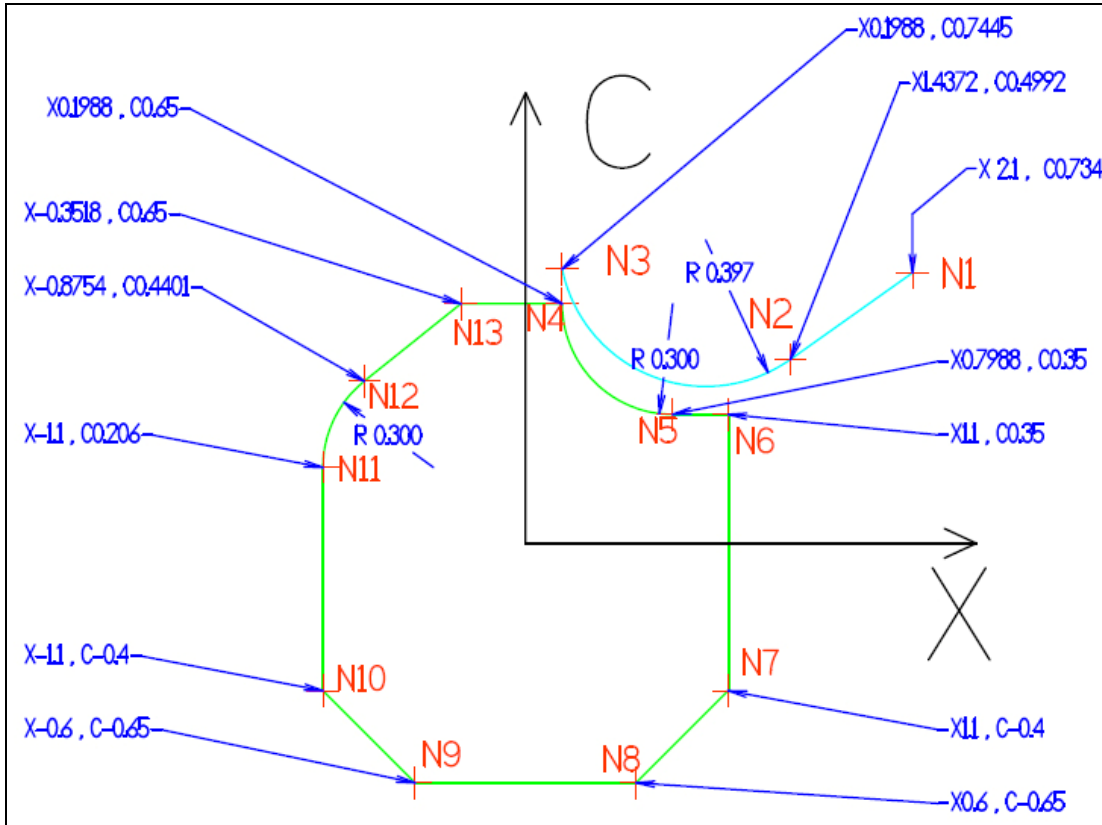 X0.1988 , C0.7445
C
X1.4372 , C0.4992
X0.1988 , C0.65
X 2.1 , C0.734
X-0.3518 , C0.65
N3
R 0.397
N1
X-0.8754 , C0.4401
N13
N4
N2
R 0.300
X0.7988 , C0.35
N12
N5
N6
X-1.1 , C0.206
R 0.300
X1.1 , C0.35
N11
X
X-1.1 , C-0.4
N10
N7
X-0.6 , C-0.65
X1.1 , C-0.4
N9
N8
X0.6 , C-0.65